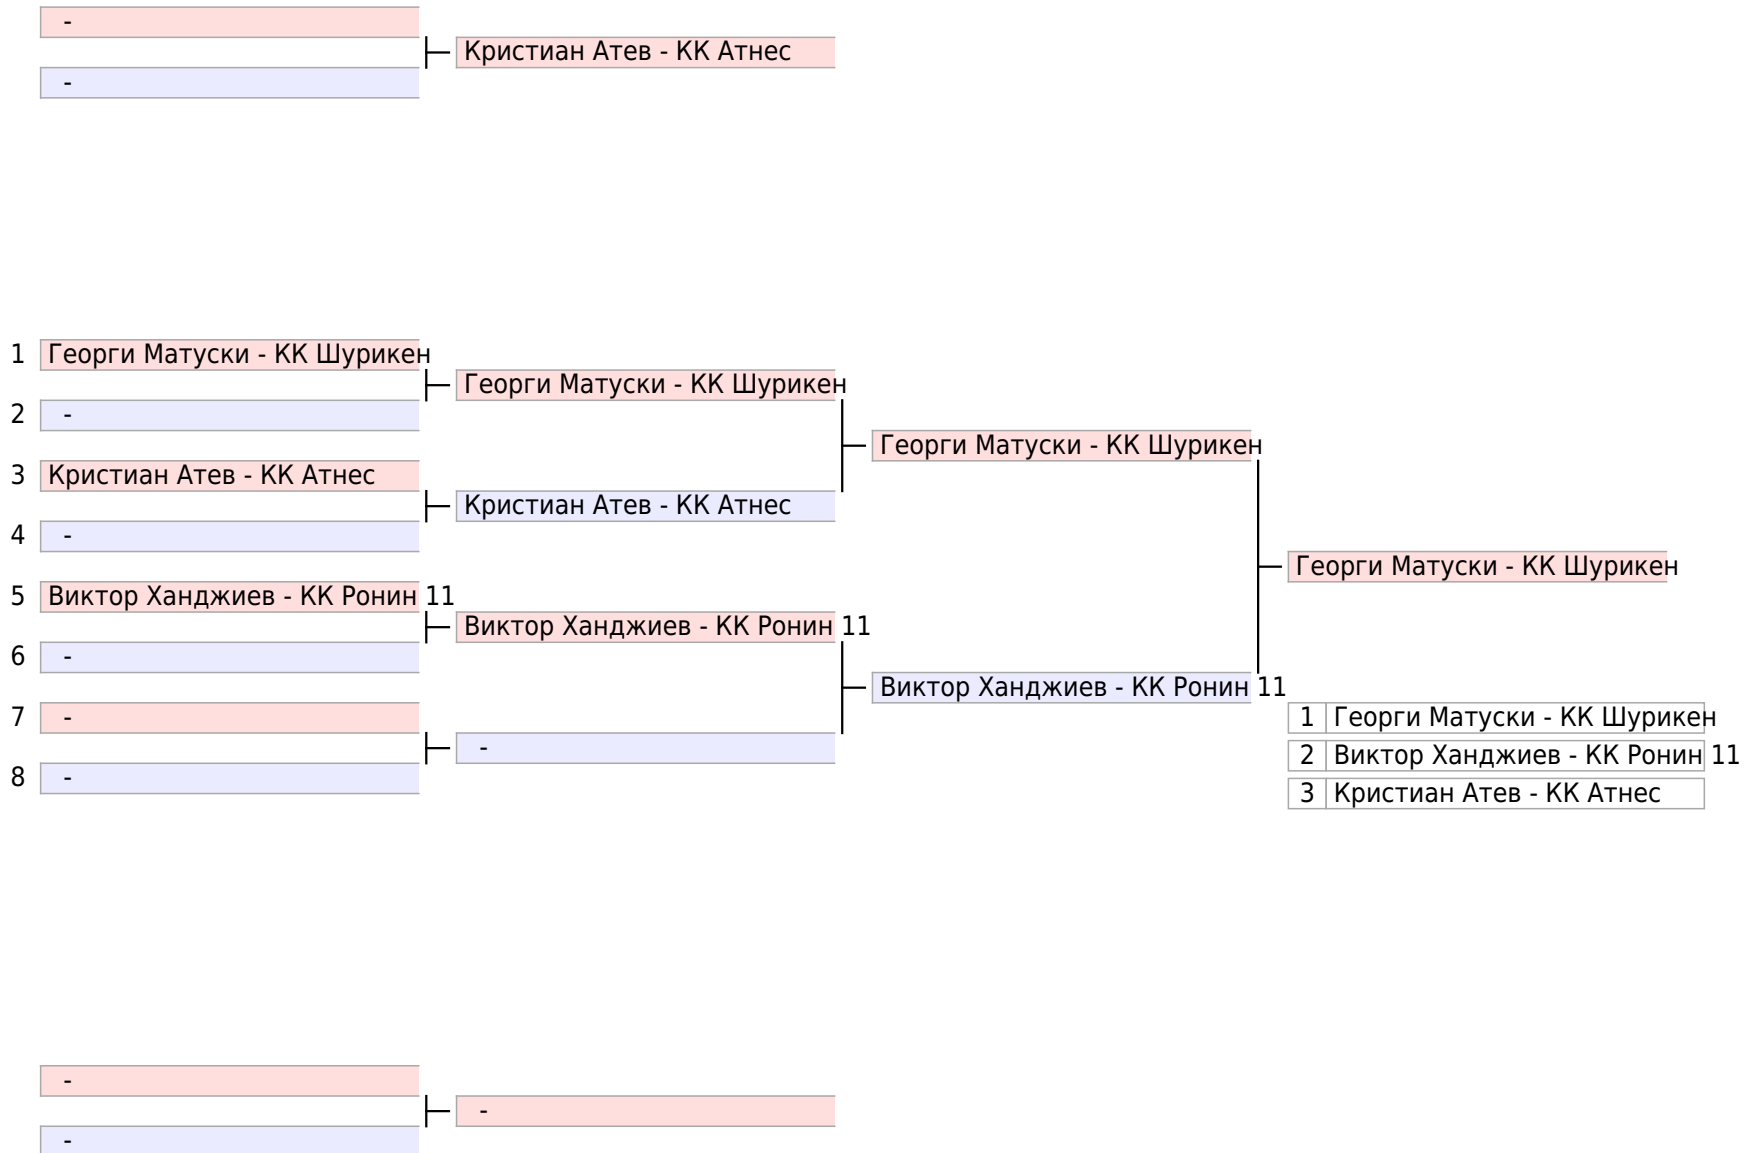 -
Кристиан Атев - КК Атнес
-
1 Георги Матуски - КК Шурикен
Георги Матуски - КК Шурикен
2 -
Георги Матуски - КК Шурикен
3 Кристиан Атев - КК Атнес
Кристиан Атев - КК Атнес
4 -
Георги Матуски - КК Шурикен
5 Виктор Ханджиев - КК Ронин 11
Виктор Ханджиев - КК Ронин 11
6 -
Виктор Ханджиев - КК Ронин 11
7 -
-
8 -
1 Георги Матуски - КК Шурикен
2 Виктор Ханджиев - КК Ронин 11
3 Кристиан Атев - КК Атнес
-
-
-